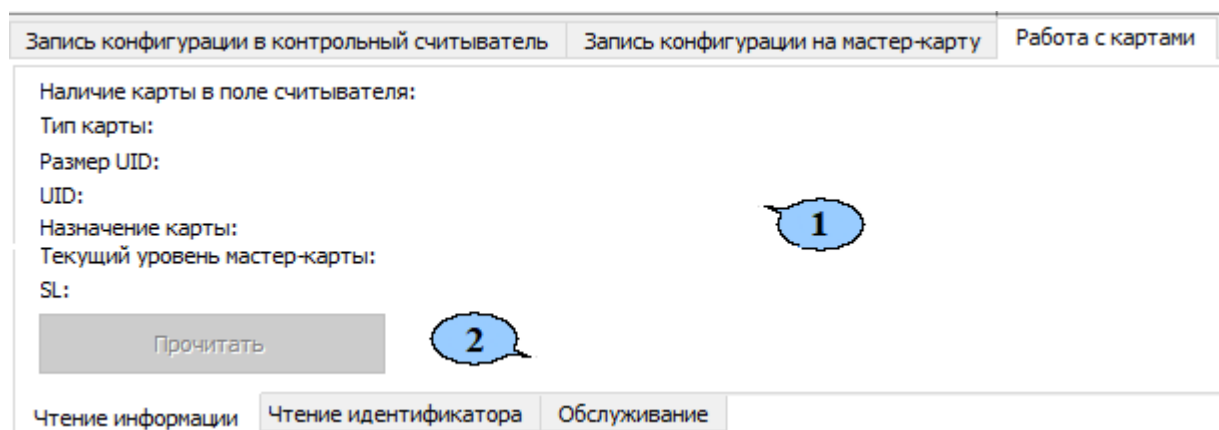 Запись конфигурации в контрольный считыватель Запись конфигурации на мастер-карту Работа с картами
Наличие карты в поле считывателя:
Тип карты:
Размер UID:
UID:
1
Назначение карты:
Текущий уровень мастер-карты:
SL:
Прочитать
2
Чтение информации Чтение идентификатора Обслуживание